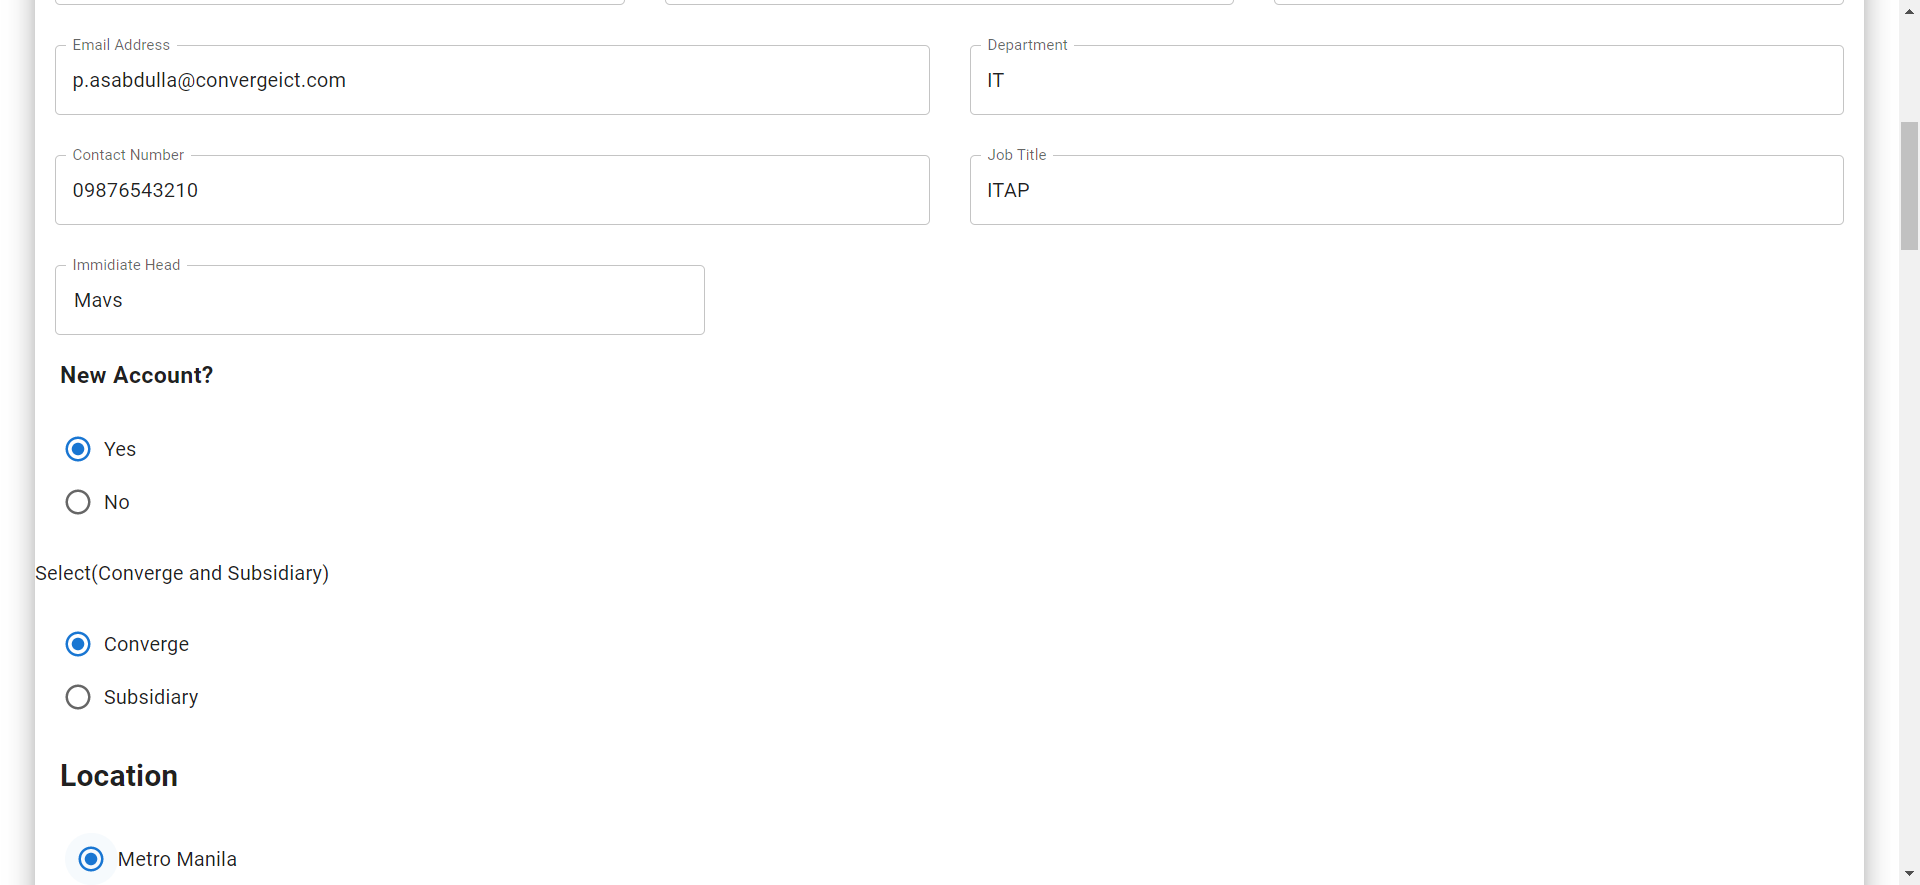 Email Address
p.asabdulla@convergeict.com
Department
IT
Contact Number
09876543210
Job Title
ITAP
Immidiate Head
Mavs
New Account?
Yes
No
Select(Converge and Subsidiary)
Converge
Subsidiary
Location
Metro Manila